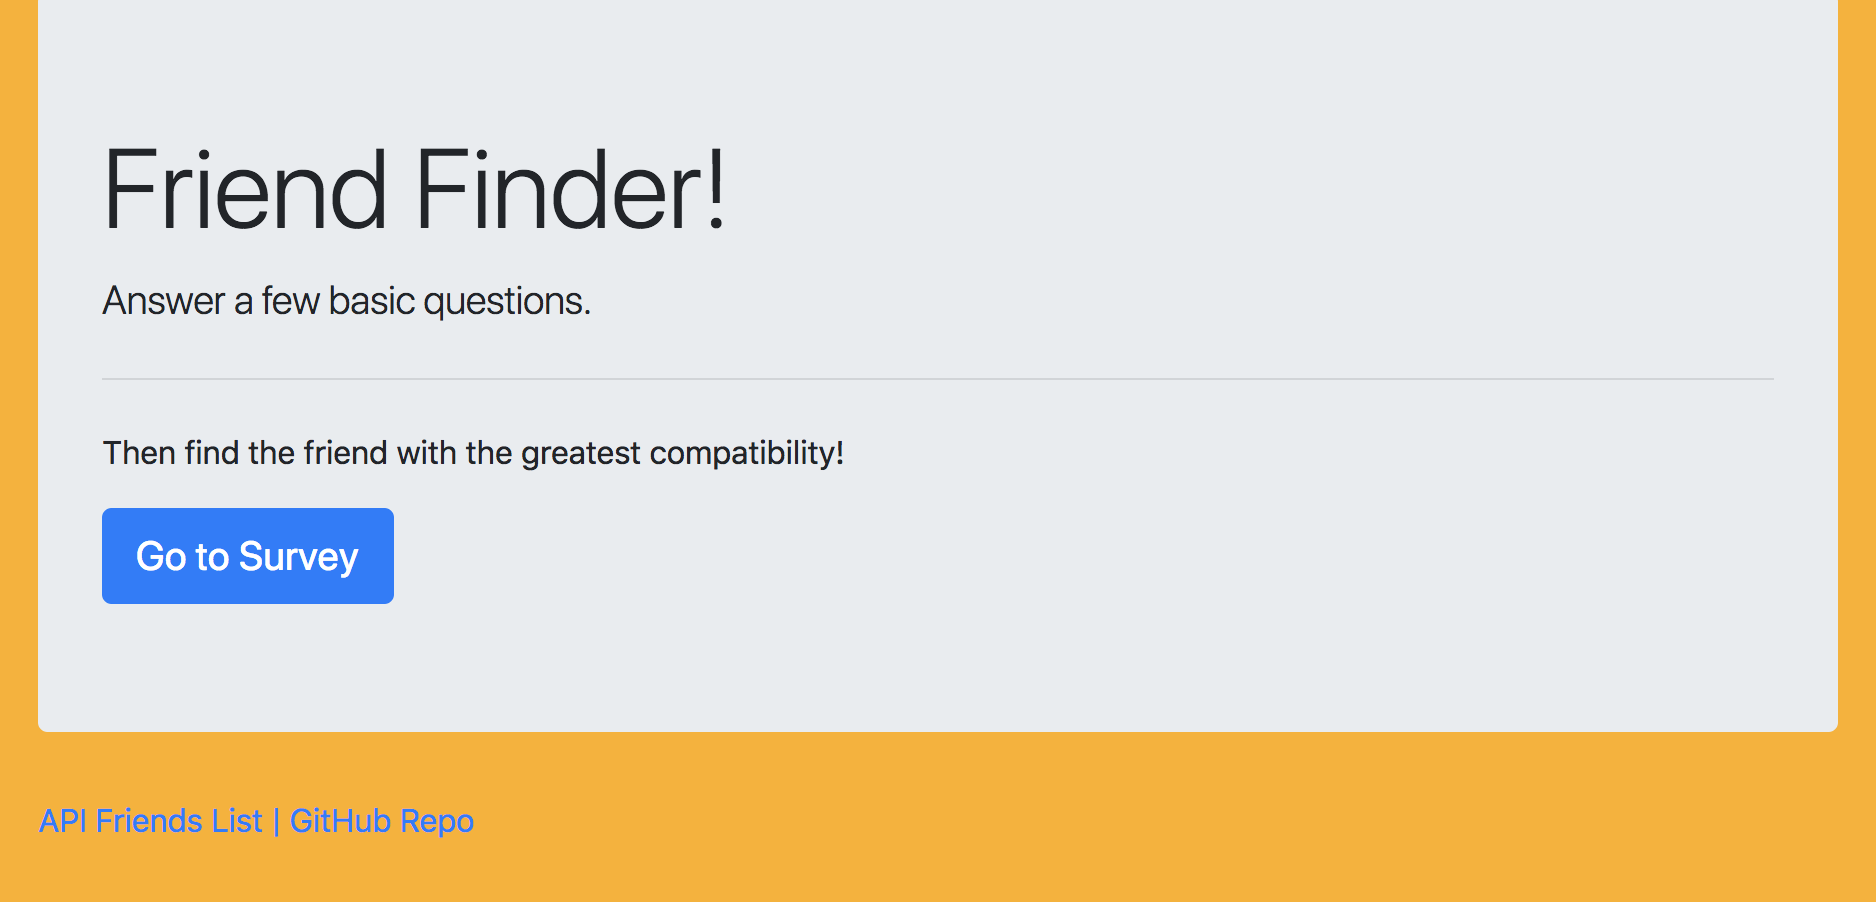 Friend Finder!
Answer a few basic questions.
Then find the friend with the greatest compatibility!
Go to Survey
API Friends List | GitHub Repo